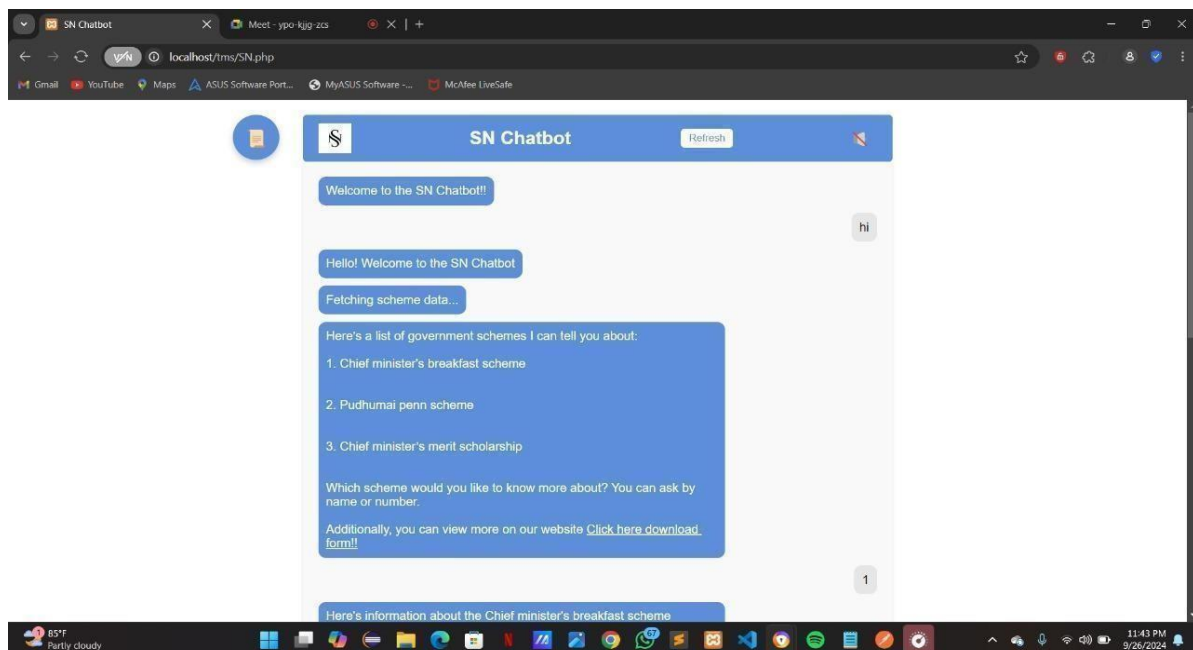 SN Chatbot
Meet - ypo-kjjg-zcs
VPN
localhost/tms/SN.php
Gmail
YouTube
Maps
ASUS Software Port...
MyASUS Software -...
McAfee LiveSafe
SN Chatbot
Refresh
Welcome to the SN Chatbot!!
hi
Hello! Welcome to the SN Chatbot
Fetching scheme data...
Here's a list of government schemes I can tell you about:
1. Chief minister's breakfast scheme
2. Pudhumai penn scheme
3. Chief minister's merit scholarship
Which scheme would you like to know more about? You can ask by
name or number.
Additionally, you can view more on our website Click here download
form!!
1
Here's information about the Chief minister's breakfast scheme
85°F
Partly cloudy
67
11:43 PM
9/26/2024